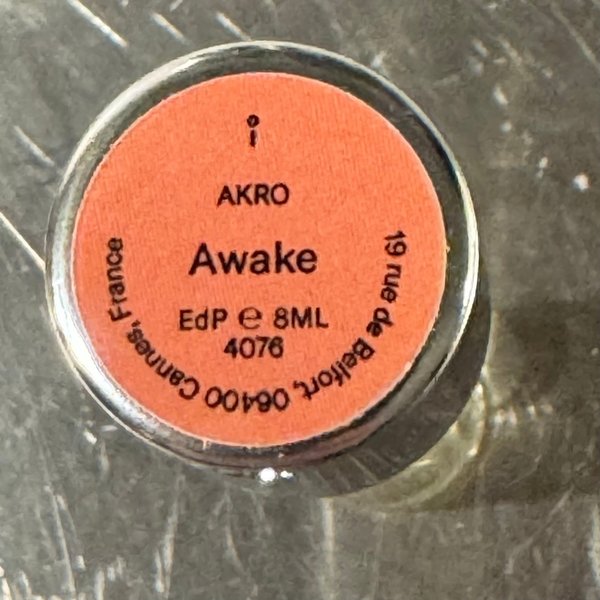 AKRO
Awake
EdP ℮ 8ML
4076
19 rue de Belfort, 06400 Cannes, France